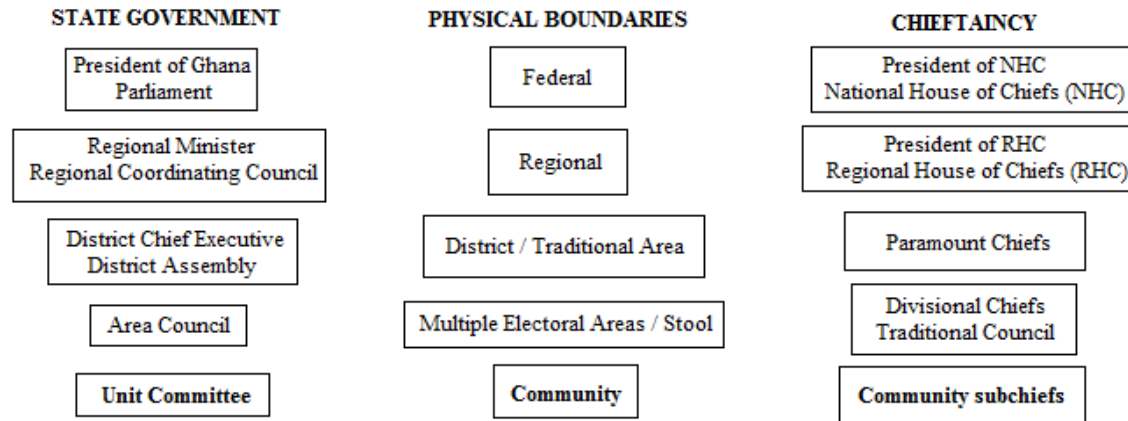 STATE GOVERNMENT
PHYSICAL BOUNDARIES
CHIEFTAINCY
President of Ghana
Parliament
Federal
President of NHC
National House of Chiefs (NHC)
Regional Minister
Regional Coordinating Council
Regional
President of RHC
Regional House of Chiefs (RHC)
District Chief Executive
District Assembly
District / Traditional Area
Paramount Chiefs
Area Council
Multiple Electoral Areas / Stool
Divisional Chiefs
Traditional Council
Unit Committee
Community
Community subchiefs